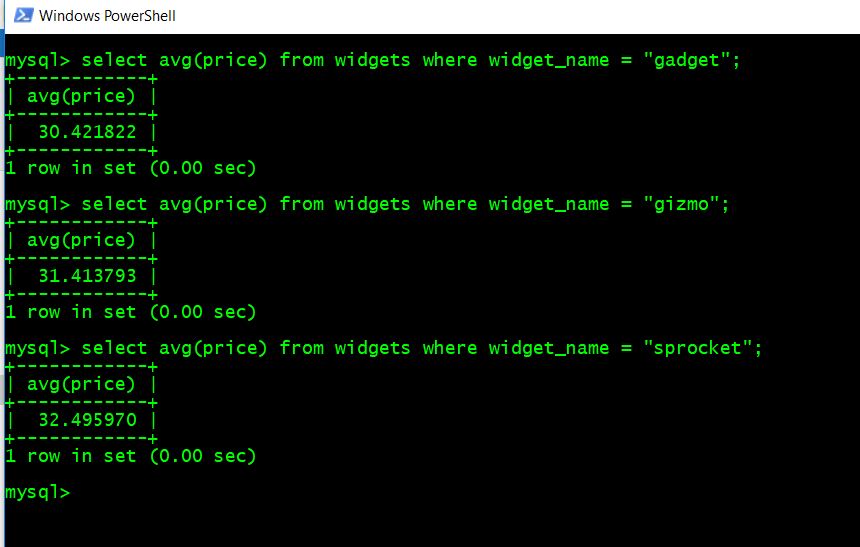 Windows PowerShell
mysql> select avg(price) from widgets where widget_name = "gadget";
+------------+
| avg(price) |
+------------+
|  30.421822 |
+------------+
1 row in set (0.00 sec)
mysql> select avg(price) from widgets where widget_name = "gizmo";
+------------+
| avg(price) |
+------------+
|  31.413793 |
+------------+
1 row in set (0.00 sec)
mysql> select avg(price) from widgets where widget_name = "sprocket";
+------------+
| avg(price) |
+------------+
|  32.495970 |
+------------+
1 row in set (0.00 sec)
mysql>